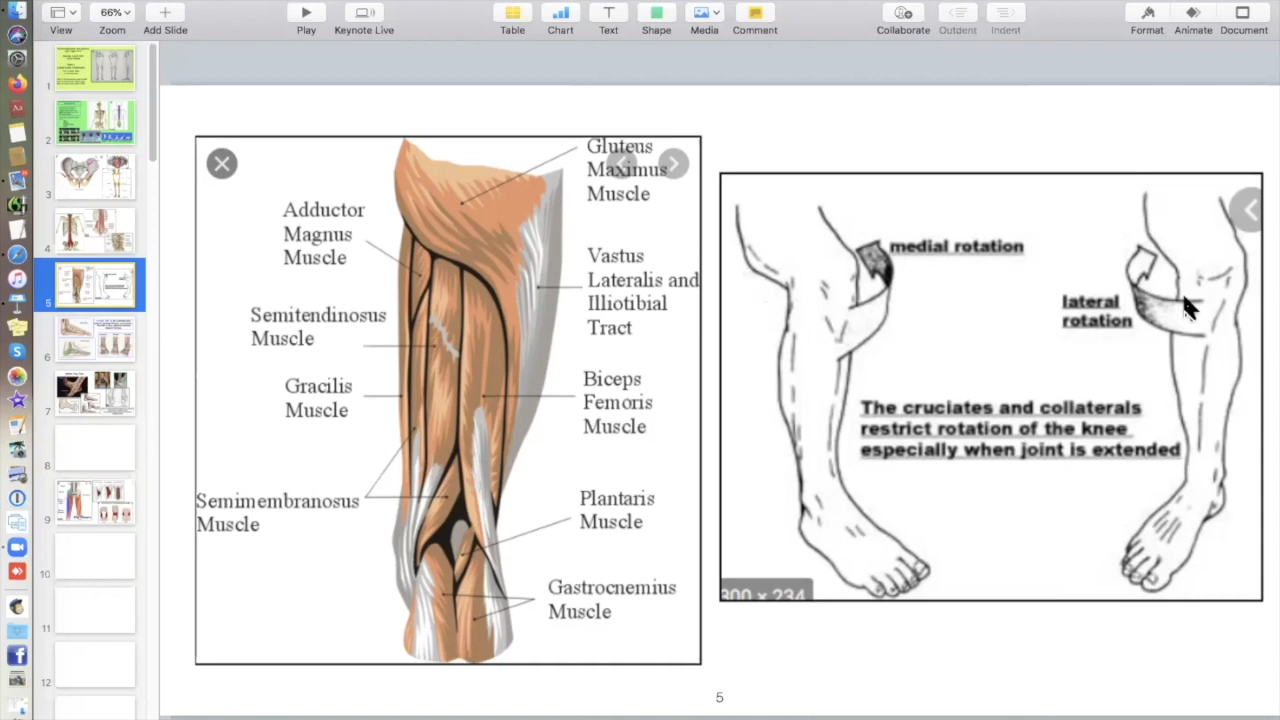 66%
View
Zoom
Add Slide
Play
Keynote Live
Table
Chart
Text
Shape
Media
Comment
Collaborate
Outdent
Indent
Format
Animate
Document
1
2
3
4
5
6
7
8
9
10
11
12
Gluteus
Maximus
Muscle
Adductor
Magnus
Muscle
Vastus
Lateralis and
Illiotibial
Tract
Semitendinosus
Muscle
Gracilis
Muscle
Biceps
Femoris
Muscle
Semimembranosus
Muscle
Plantaris
Muscle
Gastrocnemius
Muscle
medial rotation
lateral
rotation
The cruciates and collaterals
restrict rotation of the knee
especially when joint is extended
300 x 234
5